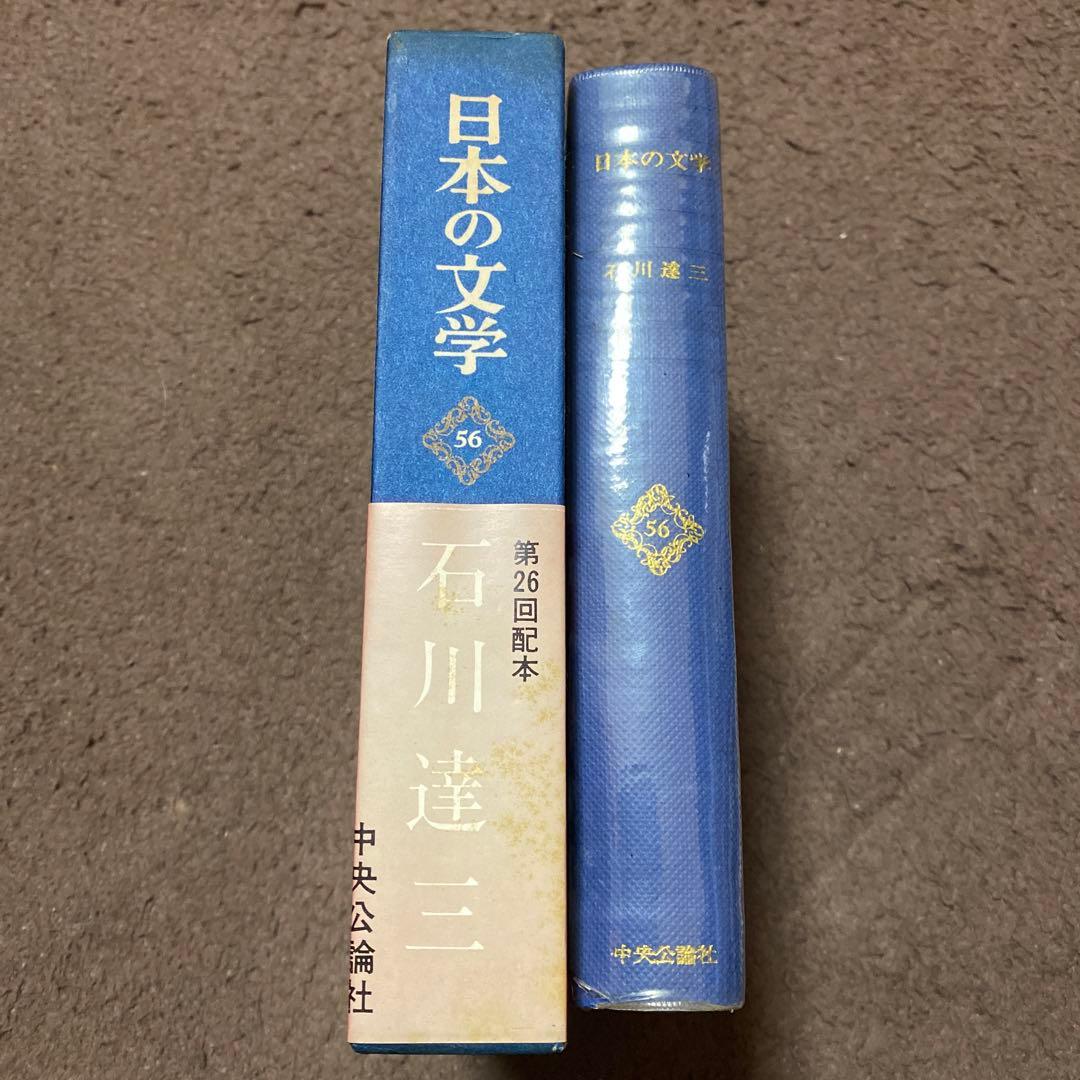 日本の文学
56
第26回配本
石川達三
中央公論社
日本の文学
石川達三
56
中央公論社